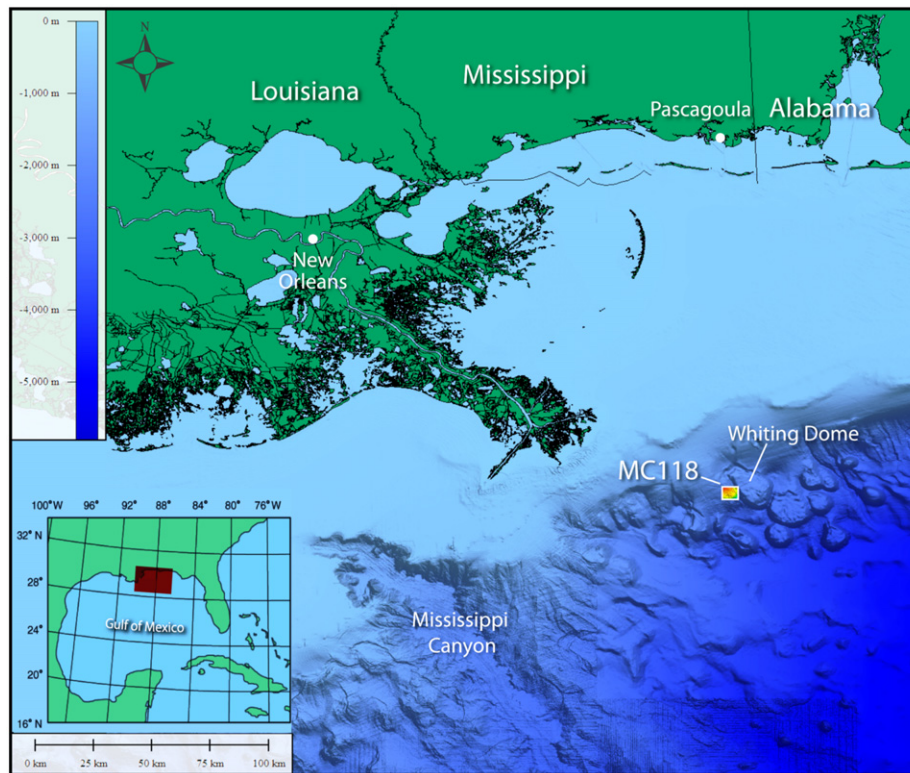 0 m
-1,000 m
-2,000 m
-3,000 m
-4,000 m
-5,000 m
N
Louisiana
Mississippi
Pascagoula
Alabama
New
Orleans
Whiting Dome
MC118
Mississippi
Canyon
100°W 96° 92° 88° 84° 80° 76°
32°N
28°
24°
20°
16°N
Gulf of Mexico
0 km 25 km 50 km 75 km 100 km